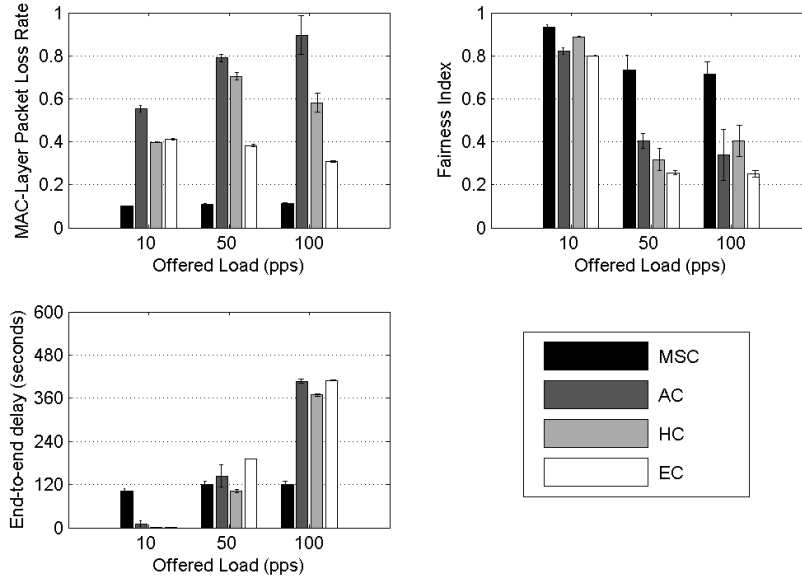 MAC-Layer Packet Loss Rate
1
0.8
0.6
0.4
0.2
0
10 50 100
Offered Load (pps)
Fairness Index
1
0.8
0.6
0.4
0.2
0
10 50 100
Offered Load (pps)
End-to-end delay (seconds)
600
480
360
240
120
0
10 50 100
Offered Load (pps)
MSC
AC
HC
EC